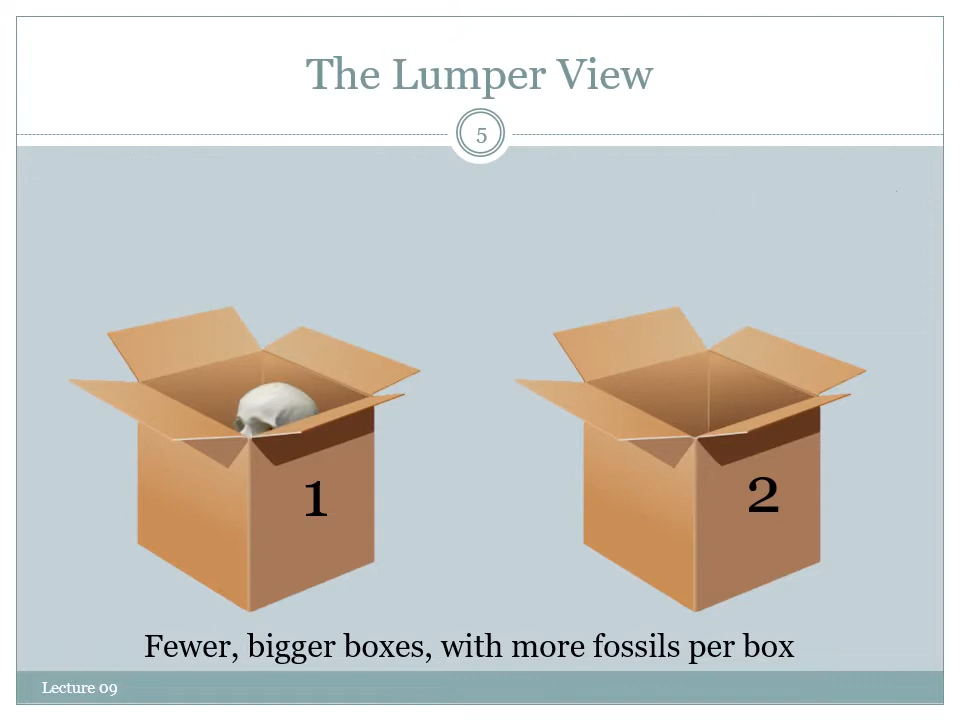 The Lumper View
5
1
2
Fewer, bigger boxes, with more fossils per box
Lecture 09